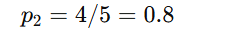 p₂ = 4/5 = 0.8